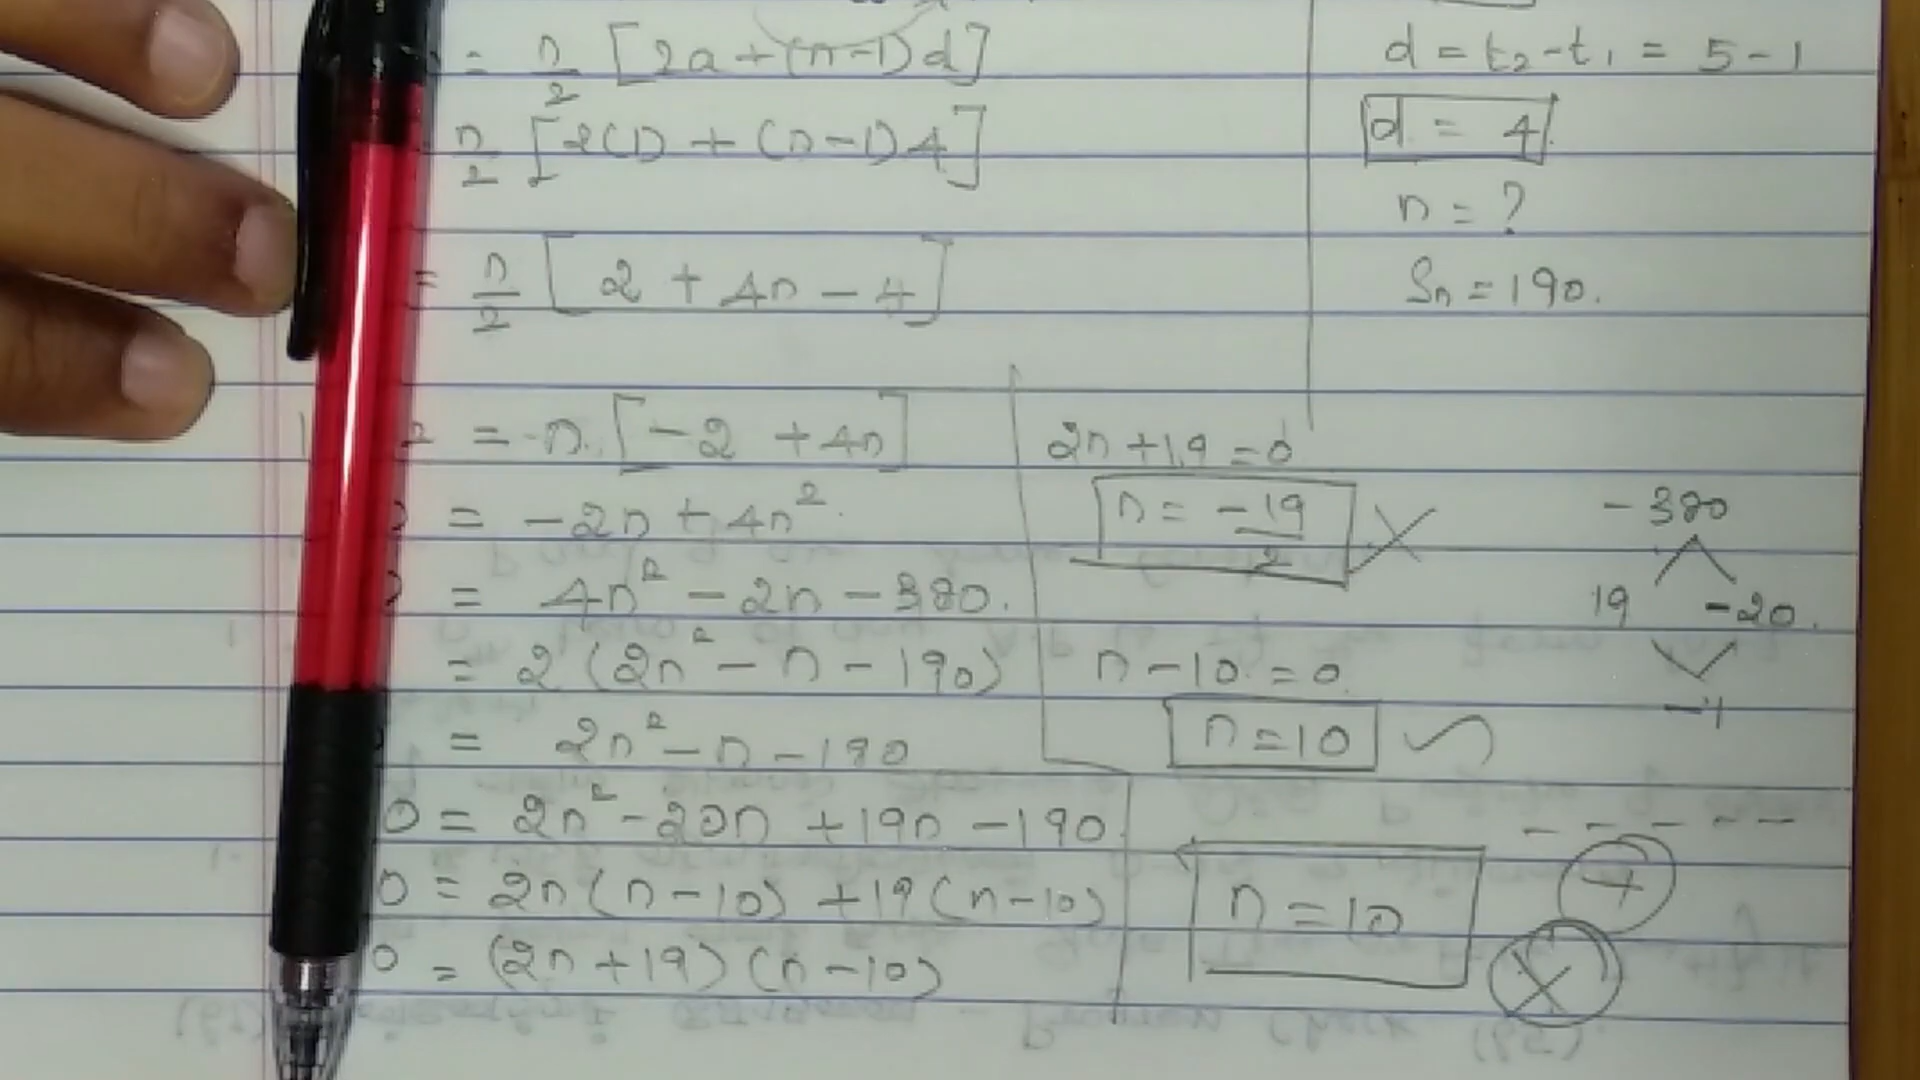 = n/2 [2a + (n-1)d]
n/2 [2(1) + (n-1)4]
= n/2 [2 + 4n - 4]
= n [-2 + 4n]
= -2n + 4n²
= 4n² - 2n - 380.
= 2(2n² - n - 190)
= 2n² - n - 190
0 = 2n² - 20n + 19n - 190
0 = 2n(n-10) + 19(n-10)
0 = (2n+19)(n-10)
2n + 19 = 0
n = -19/2 ×
n - 10 = 0
n = 10
n = 10
d = t₂ - t₁ = 5 - 1
d = 4
n = ?
Sₙ = 190.
-380
19 -20.
-1
+
×